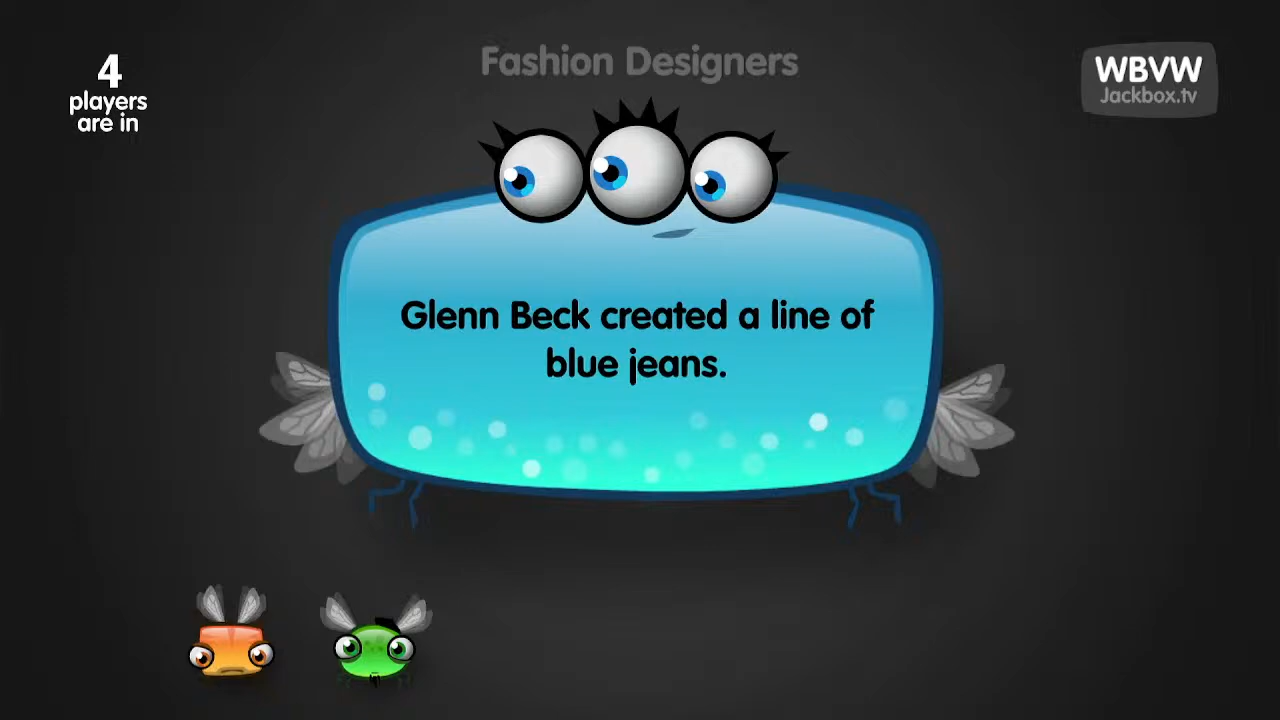 Fashion Designers
4
players
are in
WBVW
Jackbox.tv
Glenn Beck created a line of
blue jeans.